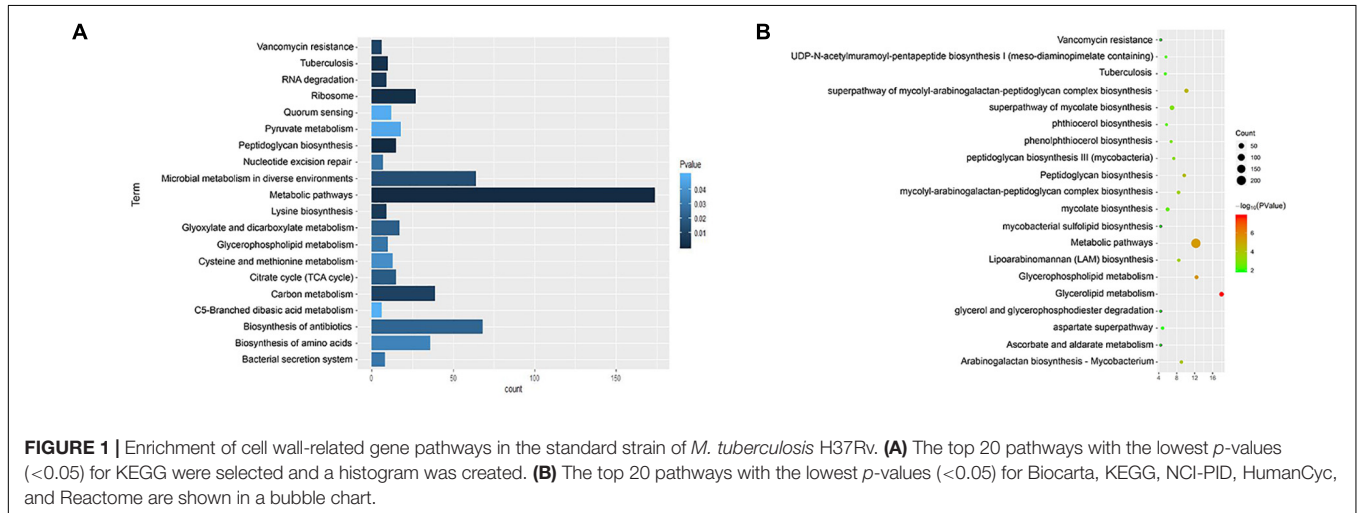 A
Vancomycin resistance
Tuberculosis
RNA degradation
Ribosome
Quorum sensing
Pyruvate metabolism
Peptidoglycan biosynthesis
Nucleotide excision repair
Microbial metabolism in diverse environments
Metabolic pathways
Lysine biosynthesis
Glyoxylate and dicarboxylate metabolism
Glycerophospholipid metabolism
Cysteine and methionine metabolism
Citrate cycle (TCA cycle)
Carbon metabolism
C5-Branched dibasic acid metabolism
Biosynthesis of antibiotics
Biosynthesis of amino acids
Bacterial secretion system
Term
0 50 100 150
count
Pvalue
0.04
0.03
0.02
0.01
B
Vancomycin resistance
UDP-N-acetylmuramoyl-pentapeptide biosynthesis I (meso-diaminopimelate containing)
Tuberculosis
superpathway of mycolyl-arabinogalactan-peptidoglycan complex biosynthesis
superpathway of mycolate biosynthesis
phthiocerol biosynthesis
phenolphthiocerol biosynthesis
peptidoglycan biosynthesis III (mycobacteria)
Peptidoglycan biosynthesis
mycolyl-arabinogalactan-peptidoglycan complex biosynthesis
mycolate biosynthesis
mycobacterial sulfolipid biosynthesis
Metabolic pathways
Lipoarabinomannan (LAM) biosynthesis
Glycerophospholipid metabolism
Glycerolipid metabolism
glycerol and glycerophosphodiester degradation
aspartate superpathway
Ascorbate and aldarate metabolism
Arabinogalactan biosynthesis - Mycobacterium
4 8 12 16
Count
50
100
150
200
−log10(PValue)
6
4
2
FIGURE 1 | Enrichment of cell wall-related gene pathways in the standard strain of M. tuberculosis H37Rv. (A) The top 20 pathways with the lowest p-values
(<0.05) for KEGG were selected and a histogram was created. (B) The top 20 pathways with the lowest p-values (<0.05) for Biocarta, KEGG, NCI-PID, HumanCyc,
and Reactome are shown in a bubble chart.